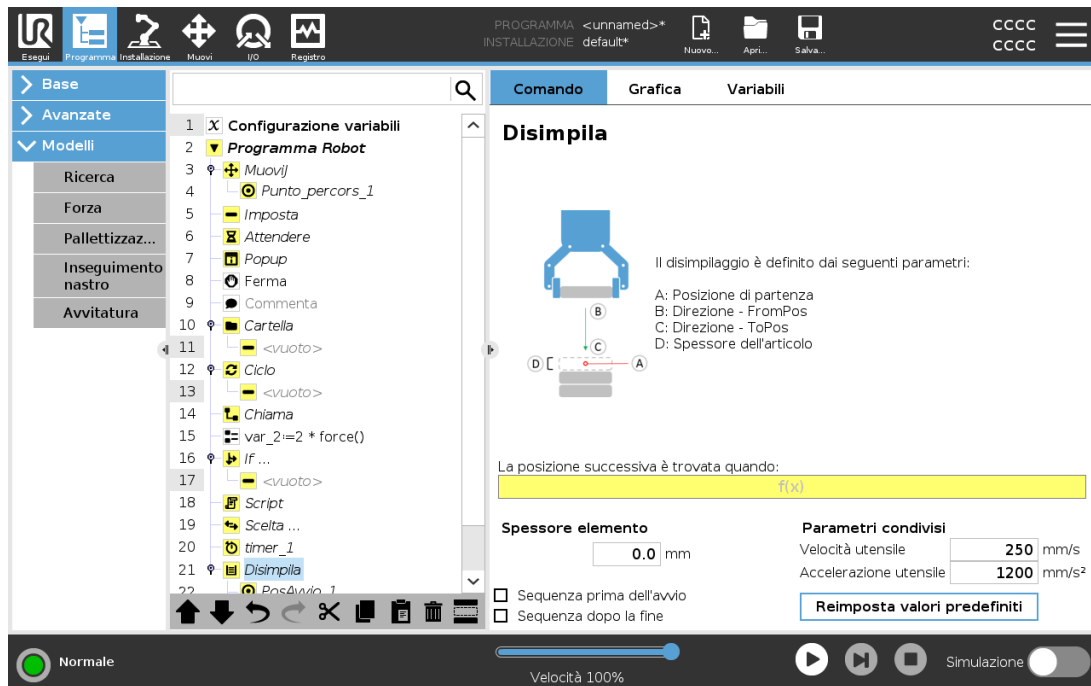 PROGRAMMA <unnamed>*
INSTALLAZIONE default*
CCCC
CCCC
Esegui Programma Installazione Muovi I/O Registro Nuovo... Apri... Salva...
Base
Avanzate
Modelli
Ricerca
Forza
Pallettizzaz...
Inseguimento
nastro
Avvitatura
1 X Configurazione variabili
2 Programma Robot
3 MuoviJ
4 Punto_percors_1
5 Imposta
6 Attendere
7 Popup
8 Ferma
9 Commenta
10 Cartella
11 <vuoto>
12 Ciclo
13 <vuoto>
14 Chiama
15 var_2:=2 * force()
16 If ...
17 <vuoto>
18 Script
19 Scelta ...
20 timer_1
21 Disimpila
22 PosAvvio_1
Comando Grafica Variabili
Disimpila
Il disimpilaggio è definito dai seguenti parametri:
A: Posizione di partenza
B: Direzione - FromPos
C: Direzione - ToPos
D: Spessore dell'articolo
B
C
D
A
La posizione successiva è trovata quando:
f(x)
Spessore elemento
0.0 mm
Sequenza prima dell'avvio
Sequenza dopo la fine
Parametri condivisi
Velocità utensile 250 mm/s
Accelerazione utensile 1200 mm/s²
Reimposta valori predefiniti
Normale
Velocità 100%
Simulazione